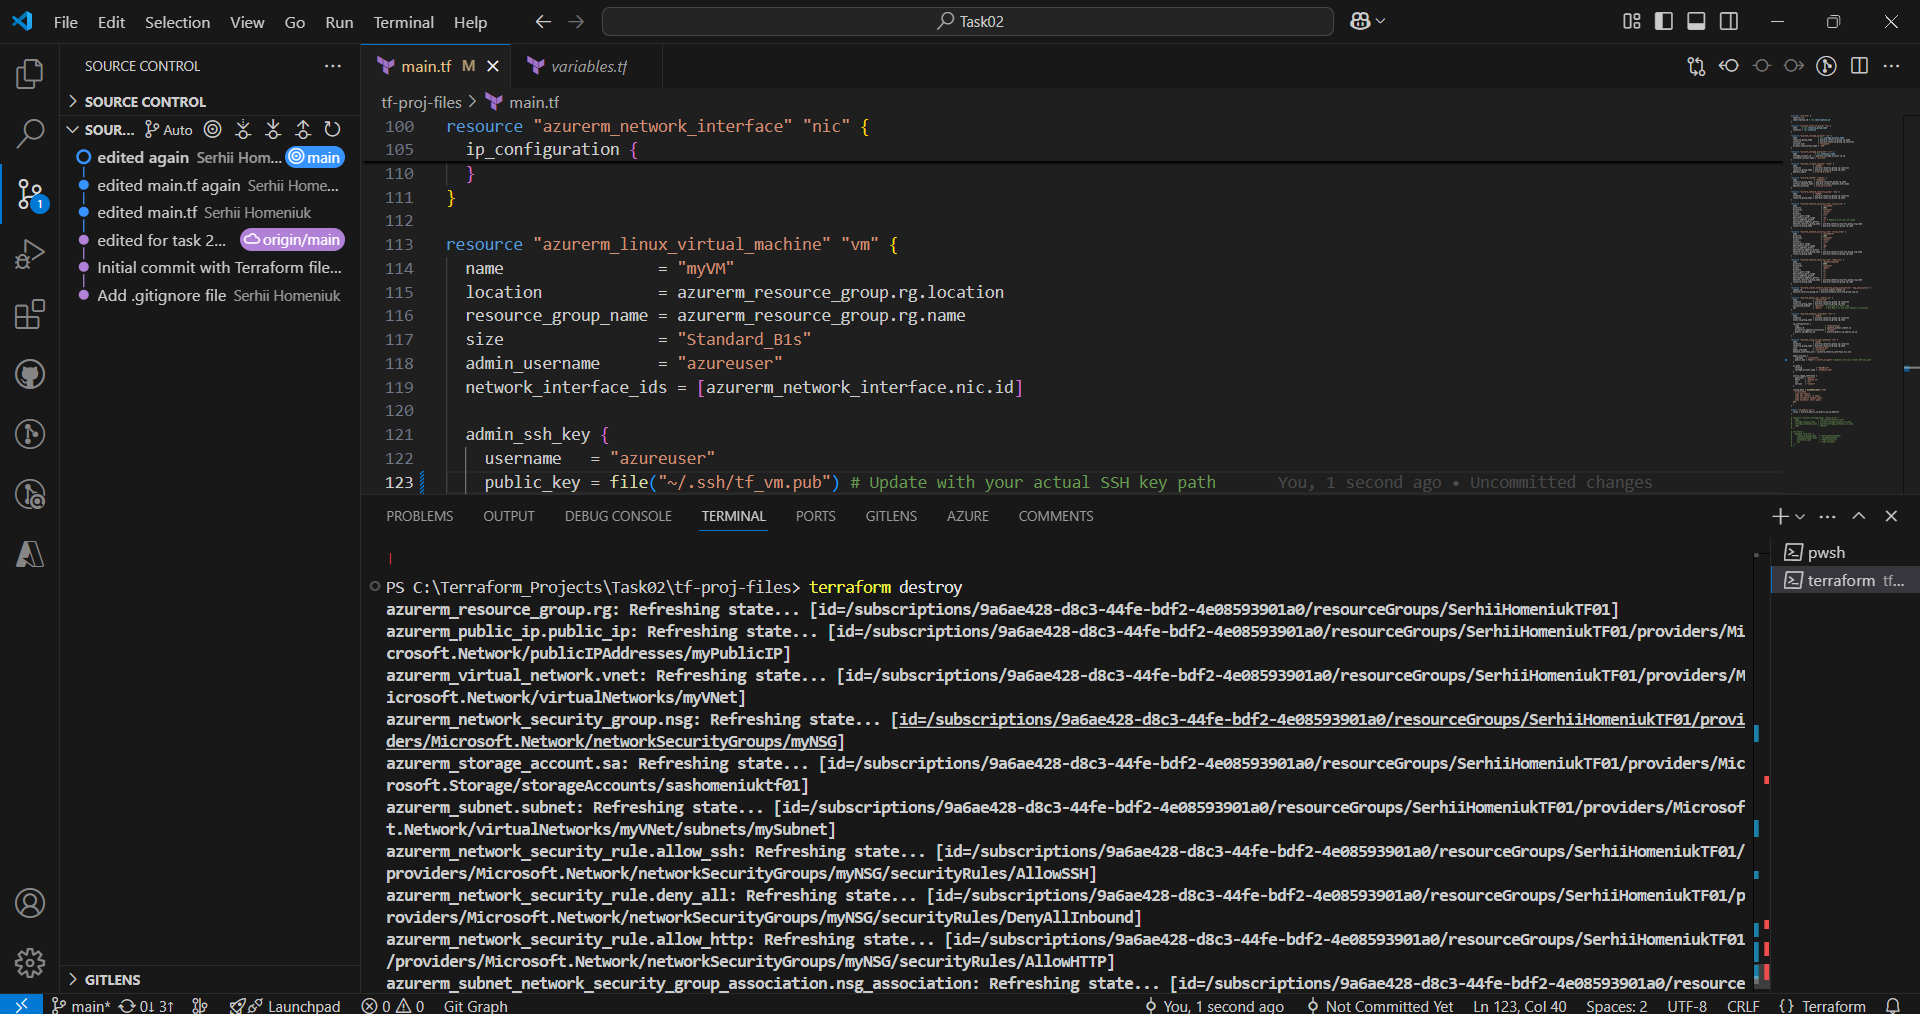 File Edit Selection View Go Run Terminal Help
Task02
SOURCE CONTROL
SOURCE CONTROL
SOUR... Auto
edited again Serhii Hom... main
edited main.tf again Serhii Home...
edited main.tf Serhii Homeniuk
edited for task 2... origin/main
Initial commit with Terraform file...
Add .gitignore file Serhii Homeniuk
1
GITLENS
main.tf M
variables.tf
tf-proj-files > main.tf
100 resource "azurerm_network_interface" "nic" {
105 ip_configuration {
110 }
111 }
112
113 resource "azurerm_linux_virtual_machine" "vm" {
114 name = "myVM"
115 location = azurerm_resource_group.rg.location
116 resource_group_name = azurerm_resource_group.rg.name
117 size = "Standard_B1s"
118 admin_username = "azureuser"
119 network_interface_ids = [azurerm_network_interface.nic.id]
120
121 admin_ssh_key {
122 username = "azureuser"
123 public_key = file("~/.ssh/tf_vm.pub") # Update with your actual SSH key path You, 1 second ago • Uncommitted changes
PROBLEMS OUTPUT DEBUG CONSOLE TERMINAL PORTS GITLENS AZURE COMMENTS
pwsh
terraform tf...
PS C:\Terraform_Projects\Task02\tf-proj-files> terraform destroy
azurerm_resource_group.rg: Refreshing state... [id=/subscriptions/9a6ae428-d8c3-44fe-bdf2-4e08593901a0/resourceGroups/SerhiiHomeniukTF01]
azurerm_public_ip.public_ip: Refreshing state... [id=/subscriptions/9a6ae428-d8c3-44fe-bdf2-4e08593901a0/resourceGroups/SerhiiHomeniukTF01/providers/Mi
crosoft.Network/publicIPAddresses/myPublicIP]
azurerm_virtual_network.vnet: Refreshing state... [id=/subscriptions/9a6ae428-d8c3-44fe-bdf2-4e08593901a0/resourceGroups/SerhiiHomeniukTF01/providers/M
icrosoft.Network/virtualNetworks/myVNet]
azurerm_network_security_group.nsg: Refreshing state... [id=/subscriptions/9a6ae428-d8c3-44fe-bdf2-4e08593901a0/resourceGroups/SerhiiHomeniukTF01/provi
ders/Microsoft.Network/networkSecurityGroups/myNSG]
azurerm_storage_account.sa: Refreshing state... [id=/subscriptions/9a6ae428-d8c3-44fe-bdf2-4e08593901a0/resourceGroups/SerhiiHomeniukTF01/providers/Mic
rosoft.Storage/storageAccounts/sashomeniuktf01]
azurerm_subnet.subnet: Refreshing state... [id=/subscriptions/9a6ae428-d8c3-44fe-bdf2-4e08593901a0/resourceGroups/SerhiiHomeniukTF01/providers/Microsof
t.Network/virtualNetworks/myVNet/subnets/mySubnet]
azurerm_network_security_rule.allow_ssh: Refreshing state... [id=/subscriptions/9a6ae428-d8c3-44fe-bdf2-4e08593901a0/resourceGroups/SerhiiHomeniukTF01/
providers/Microsoft.Network/networkSecurityGroups/myNSG/securityRules/AllowSSH]
azurerm_network_security_rule.deny_all: Refreshing state... [id=/subscriptions/9a6ae428-d8c3-44fe-bdf2-4e08593901a0/resourceGroups/SerhiiHomeniukTF01/p
roviders/Microsoft.Network/networkSecurityGroups/myNSG/securityRules/DenyAllInbound]
azurerm_network_security_rule.allow_http: Refreshing state... [id=/subscriptions/9a6ae428-d8c3-44fe-bdf2-4e08593901a0/resourceGroups/SerhiiHomeniukTF01
/providers/Microsoft.Network/networkSecurityGroups/myNSG/securityRules/AllowHTTP]
azurerm_subnet_network_security_group_association.nsg_association: Refreshing state... [id=/subscriptions/9a6ae428-d8c3-44fe-bdf2-4e08593901a0/resource
main* 0↓ 3↑ Launchpad 0 0 Git Graph You, 1 second ago Not Committed Yet Ln 123, Col 40 Spaces: 2 UTF-8 CRLF {} Terraform